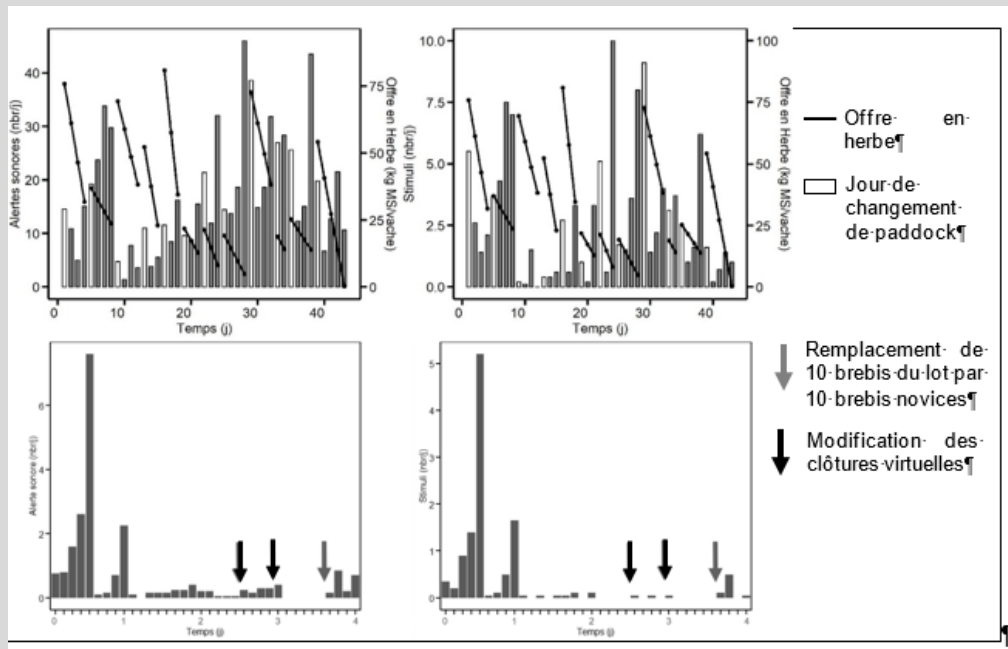 Alertes sonores (nbr/j)
40
30
20
10
0
75
50
25
0
Offre en Herbe (kg MS/vache)
0 10 20 30 40
Temps (j)
Stimuli (nbr/j)
10.0
7.5
5.0
2.5
0.0
100
75
50
25
0
Offre en Herbe (kg MS/vache)
0 10 20 30 40
Temps (j)
Offre en
herbe¶
Jour de
changement
de paddock¶
Alerte sonore (nbr/j)
6
4
2
0
0 1 2 3 4
Temps (j)
Stimuli (nbr/j)
5
4
3
2
1
0
0 1 2 3 4
Temps (j)
Remplacement de
10 brebis du lot par
10 brebis novices¶
Modification des
clôtures virtuelles¶